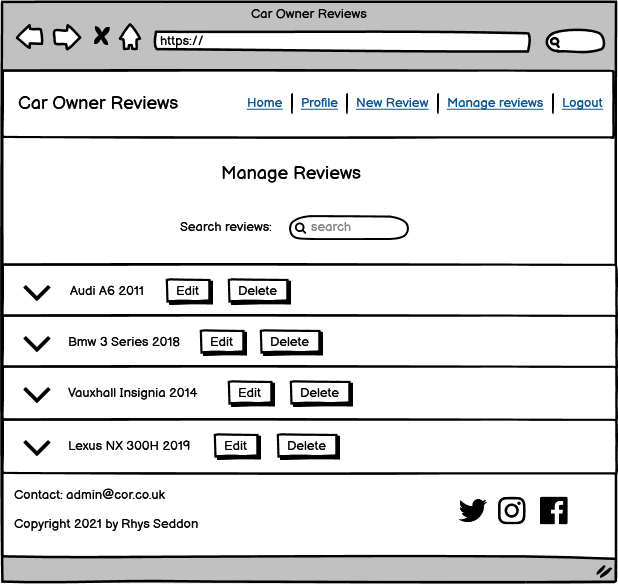 Car Owner Reviews
https://
Car Owner Reviews Home Profile New Review Manage reviews Logout
Manage Reviews
Search reviews: search
Audi A6 2011 Edit Delete
Bmw 3 Series 2018 Edit Delete
Vauxhall Insignia 2014 Edit Delete
Lexus NX 300H 2019 Edit Delete
Contact: admin@cor.co.uk
Copyright 2021 by Rhys Seddon